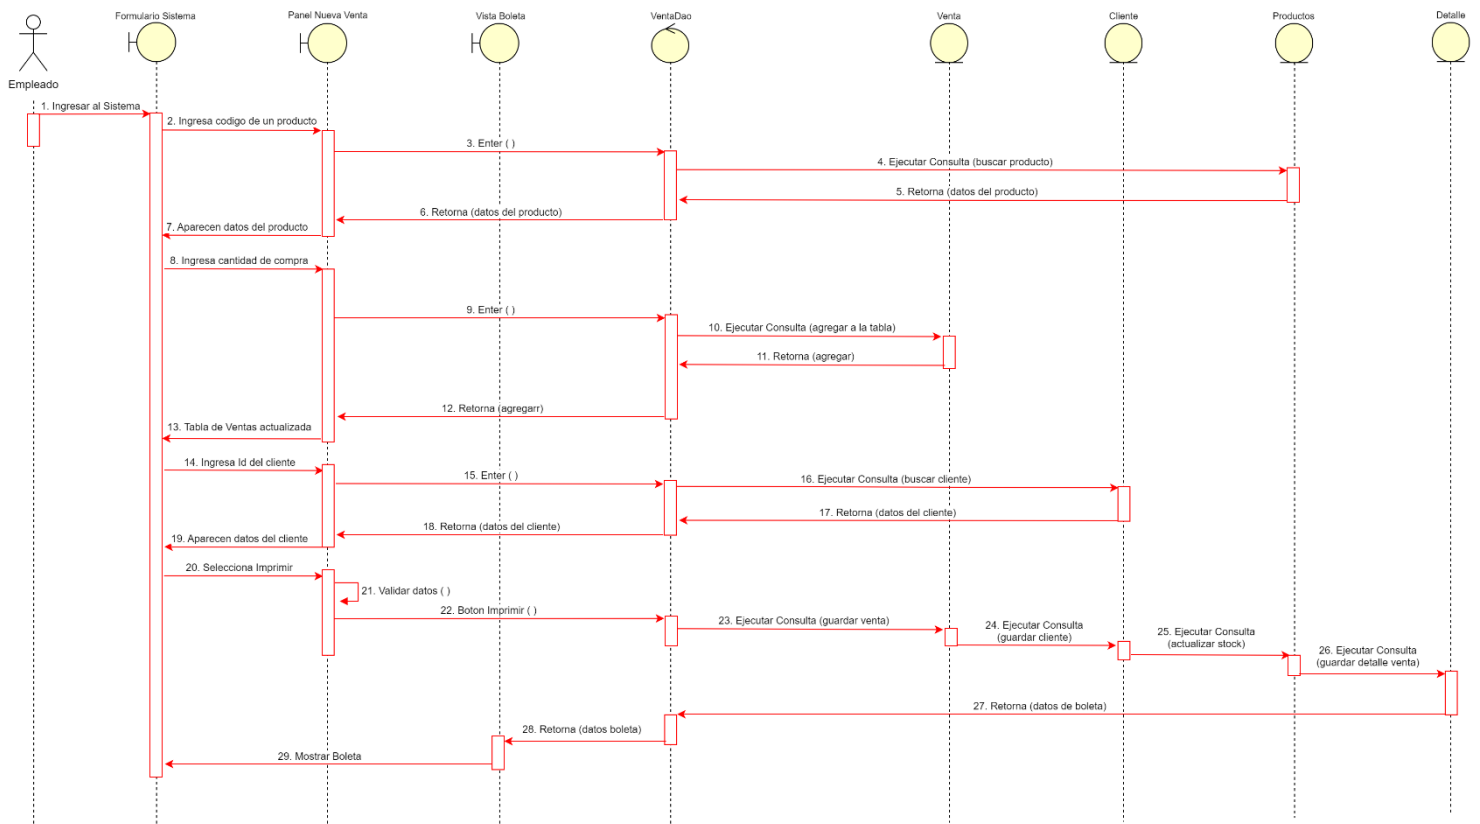 Formulario Sistema
Panel Nueva Venta
Vista Boleta
VentaDao
Venta
Cliente
Productos
Detalle
Empleado
1. Ingresar al Sistema
2. Ingresa codigo de un producto
3. Enter ( )
4. Ejecutar Consulta (buscar producto)
5. Retorna (datos del producto)
6. Retorna (datos del producto)
7. Aparecen datos del producto
8. Ingresa cantidad de compra
9. Enter ( )
10. Ejecutar Consulta (agregar a la tabla)
11. Retorna (agregar)
12. Retorna (agregarr)
13. Tabla de Ventas actualizada
14. Ingresa Id del cliente
15. Enter ( )
16. Ejecutar Consulta (buscar cliente)
17. Retorna (datos del cliente)
18. Retorna (datos del cliente)
19. Aparecen datos del cliente
20. Selecciona Imprimir
21. Validar datos ( )
22. Boton Imprimir ( )
23. Ejecutar Consulta (guardar venta)
24. Ejecutar Consulta
(guardar cliente)
25. Ejecutar Consulta
(actualizar stock)
26. Ejecutar Consulta
(guardar detalle venta)
27. Retorna (datos de boleta)
28. Retorna (datos boleta)
29. Mostrar Boleta